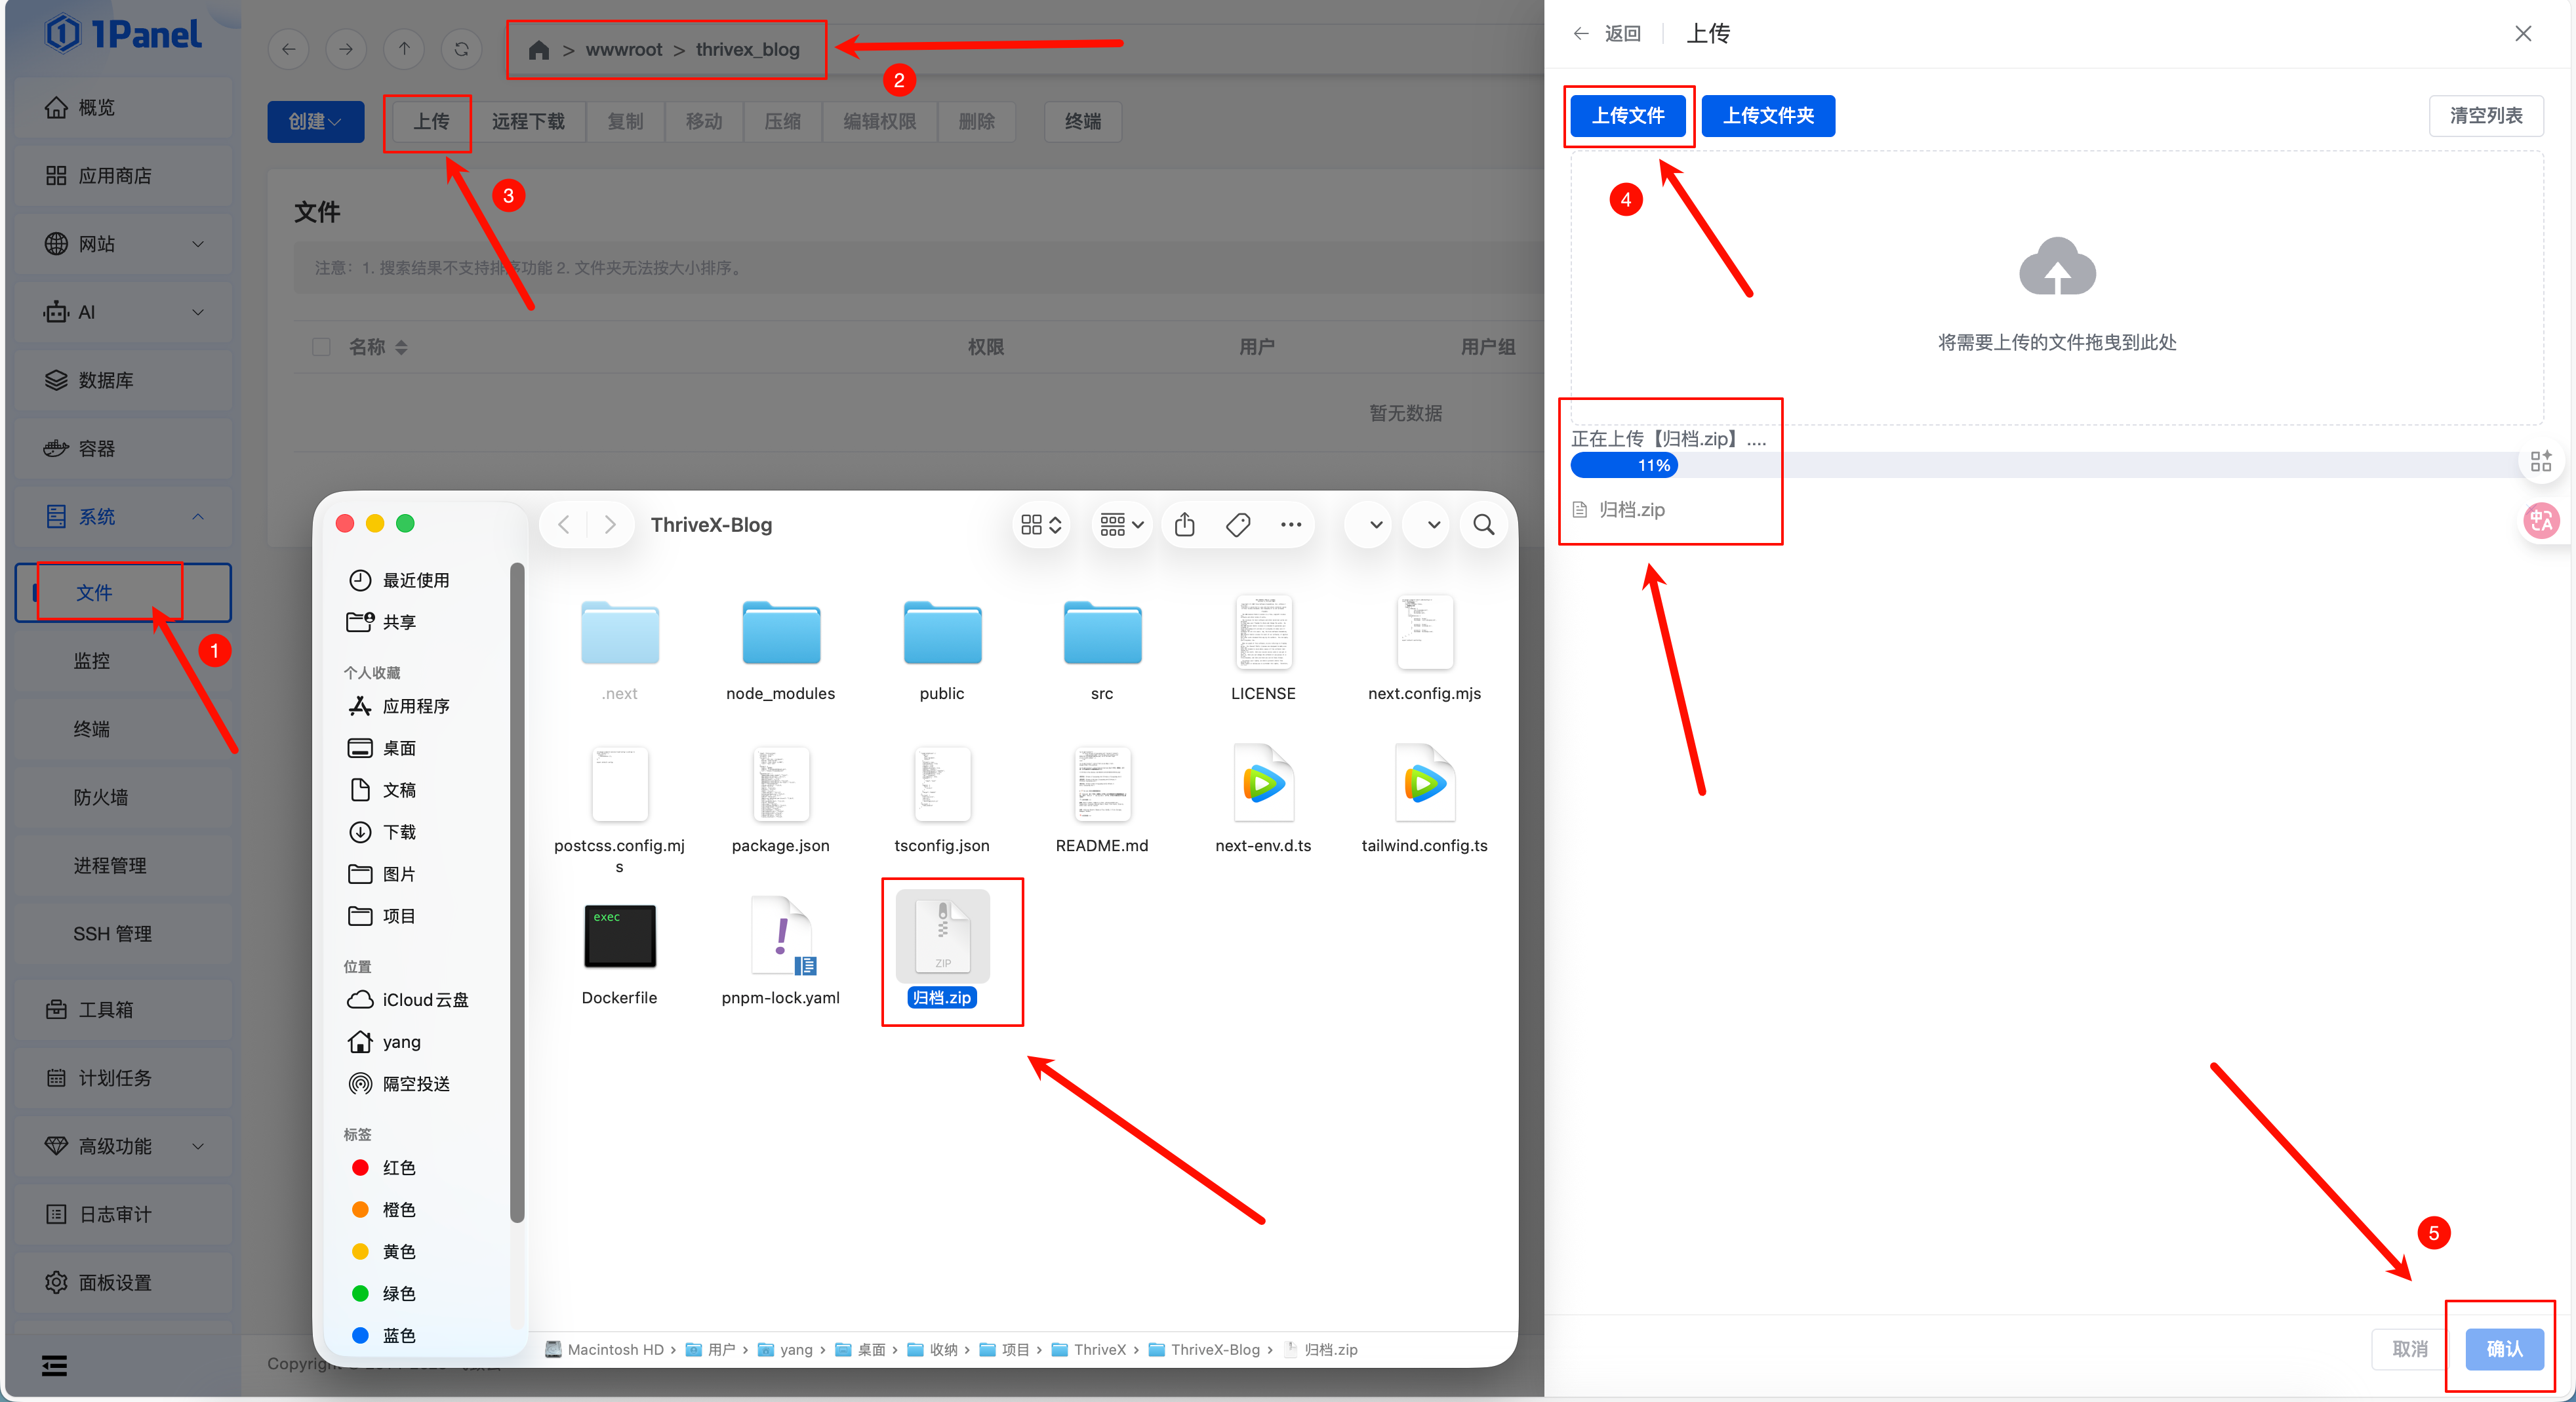 1Panel
概览
应用商店
网站
AI
数据库
容器
系统
文件
1
监控
终端
防火墙
进程管理
SSH 管理
工具箱
计划任务
高级功能
日志审计
面板设置
> wwwroot > thrivex_blog
2
创建
上传
远程下载
复制
移动
压缩
编辑权限
删除
终端
3
文件
注意：1. 搜索结果不支持排序功能 2. 文件夹无法按大小排序。
名称
权限
用户
用户组
暂无数据
ThriveX-Blog
最近使用
共享
个人收藏
应用程序
桌面
文稿
下载
图片
项目
位置
iCloud云盘
yang
隔空投送
标签
红色
橙色
黄色
绿色
蓝色
.next
node_modules
public
src
LICENSE
next.config.mjs
postcss.config.mj
s
package.json
tsconfig.json
README.md
next-env.d.ts
tailwind.config.ts
exec
Dockerfile
pnpm-lock.yaml
ZIP
归档.zip
Macintosh HD › 用户 › yang › 桌面 › 收纳 › 项目 › ThriveX › ThriveX-Blog › 归档.zip
返回
上传
上传文件
上传文件夹
清空列表
4
将需要上传的文件拖曳到此处
正在上传【归档.zip】....
11%
归档.zip
中
A
5
取消
确认